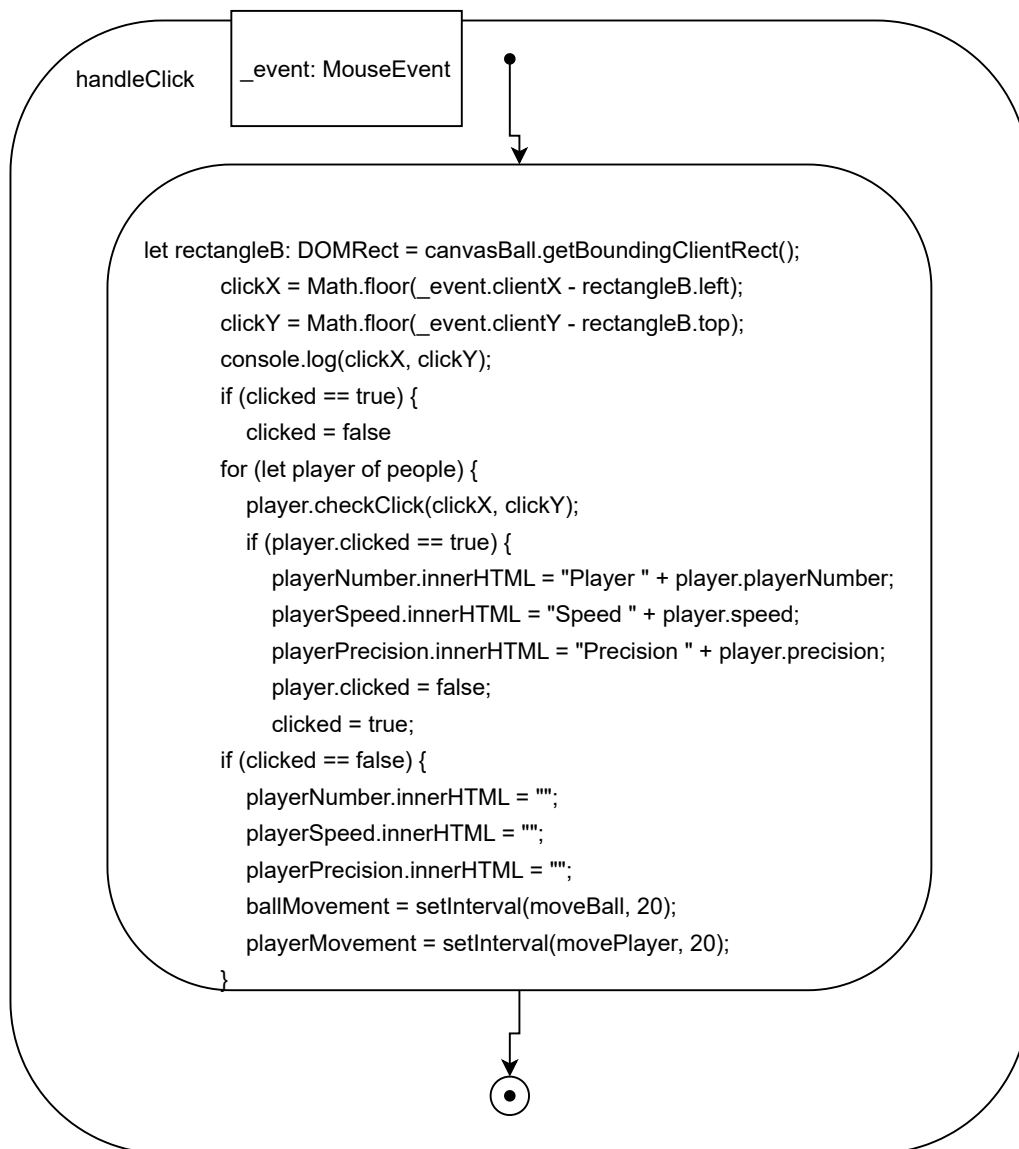 handleClick
_event: MouseEvent
let rectangleB: DOMRect = canvasBall.getBoundingClientRect();
clickX = Math.floor(_event.clientX - rectangleB.left);
clickY = Math.floor(_event.clientY - rectangleB.top);
console.log(clickX, clickY);
if (clicked == true) {
clicked = false
for (let player of people) {
player.checkClick(clickX, clickY);
if (player.clicked == true) {
playerNumber.innerHTML = "Player " + player.playerNumber;
playerSpeed.innerHTML = "Speed " + player.speed;
playerPrecision.innerHTML = "Precision " + player.precision;
player.clicked = false;
clicked = true;
if (clicked == false) {
playerNumber.innerHTML = "";
playerSpeed.innerHTML = "";
playerPrecision.innerHTML = "";
ballMovement = setInterval(moveBall, 20);
playerMovement = setInterval(movePlayer, 20);
}